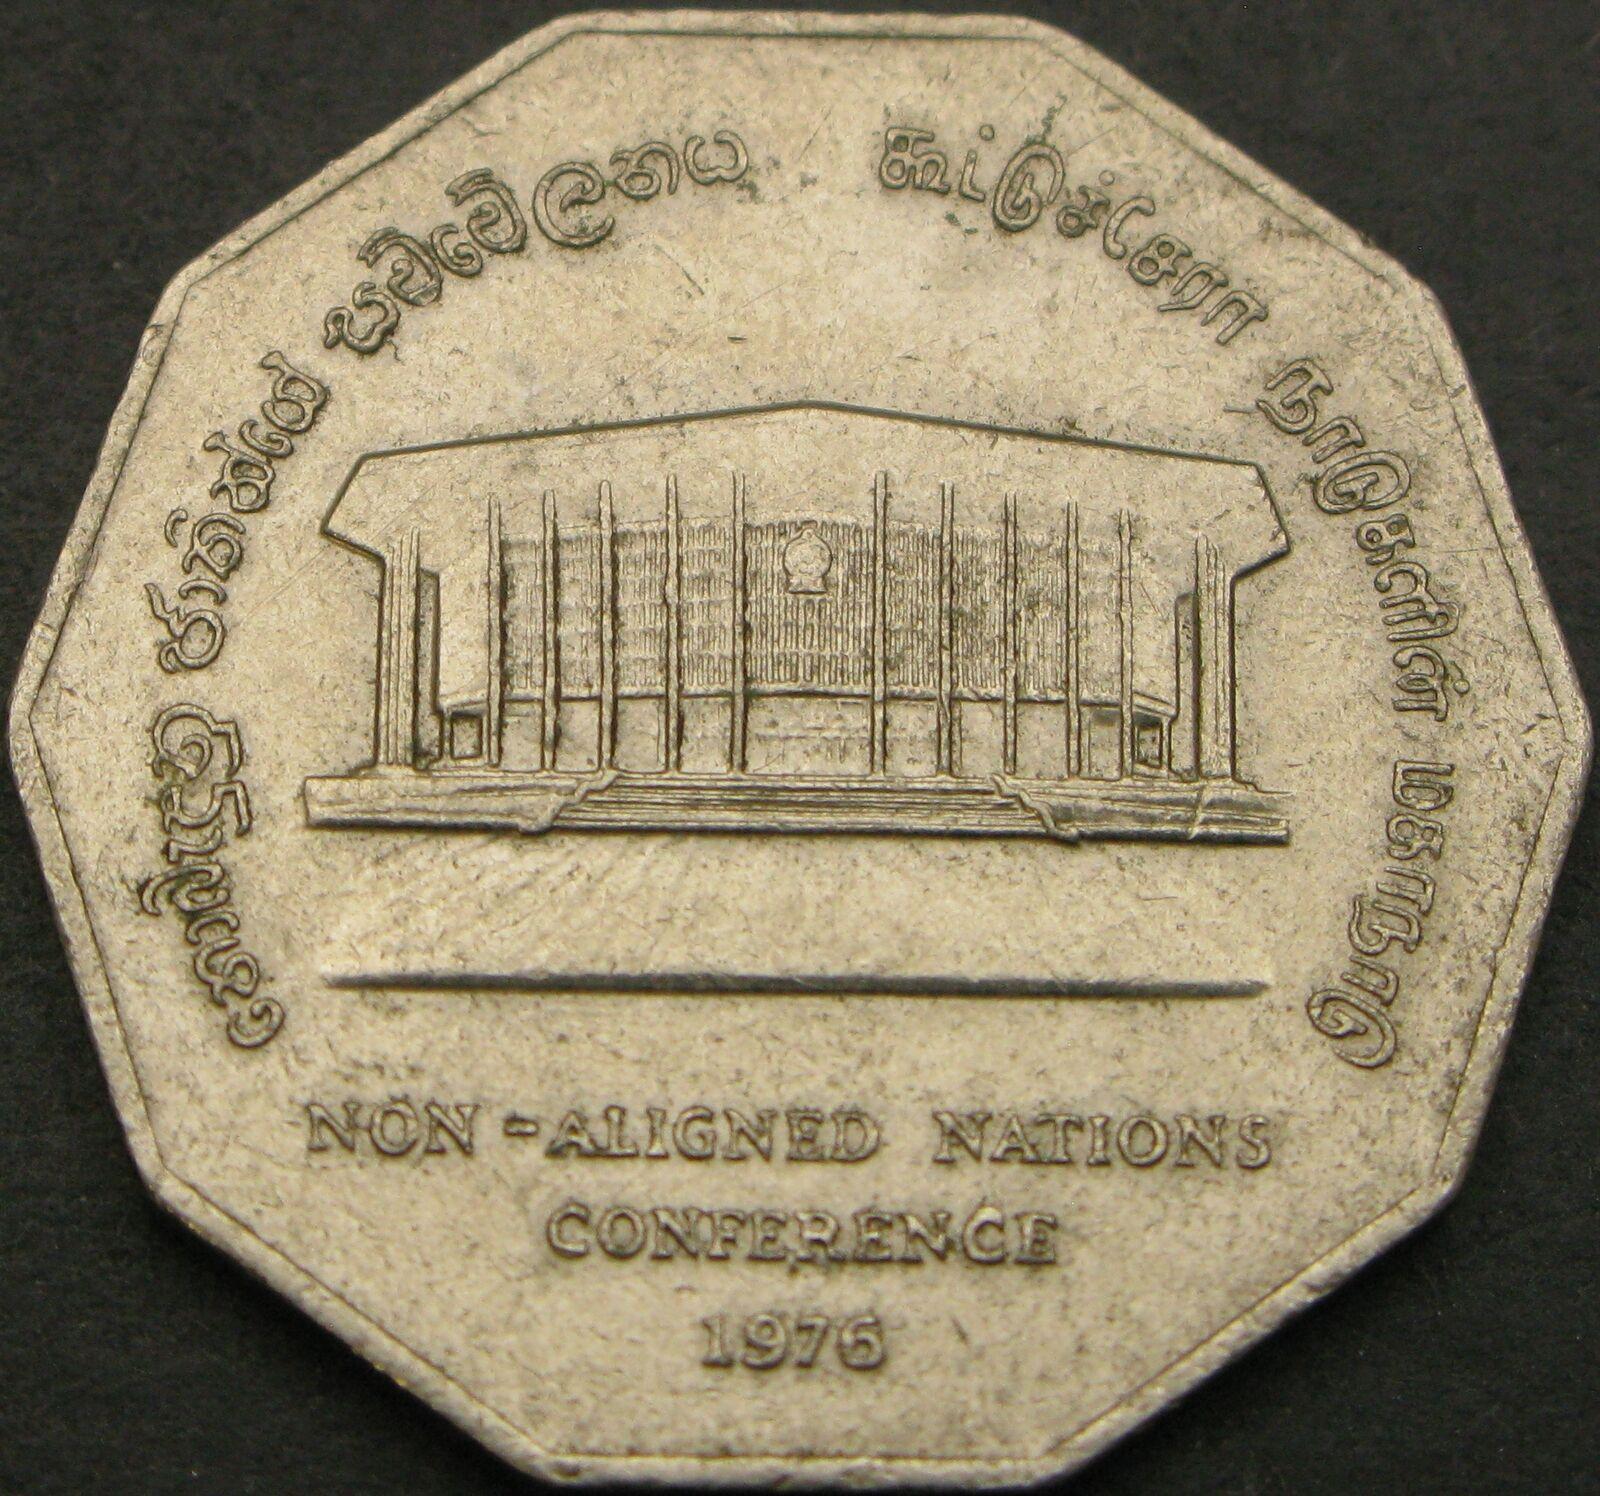 නොබැඳි ජාතීන්ගේ සම්මේලනය
கூட்டுச்சேரா நாடுகளின் மகாநாடு
NON-ALIGNED NATIONS
CONFERENCE
1976